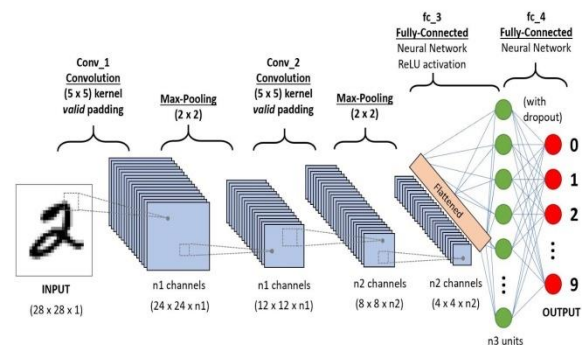 fc_3
Fully-Connected
Neural Network
ReLU activation
fc_4
Fully-Connected
Neural Network
Conv_1
Convolution
(5 x 5) kernel
valid padding
Max-Pooling
(2 x 2)
Conv_2
Convolution
(5 x 5) kernel
valid padding
Max-Pooling
(2 x 2)
(with
dropout)
Flattened
2
0
1
2
9
INPUT
(28 x 28 x 1)
n1 channels
(24 x 24 x n1)
n1 channels
(12 x 12 x n1)
n2 channels
(8 x 8 x n2)
n2 channels
(4 x 4 x n2)
OUTPUT
n3 units